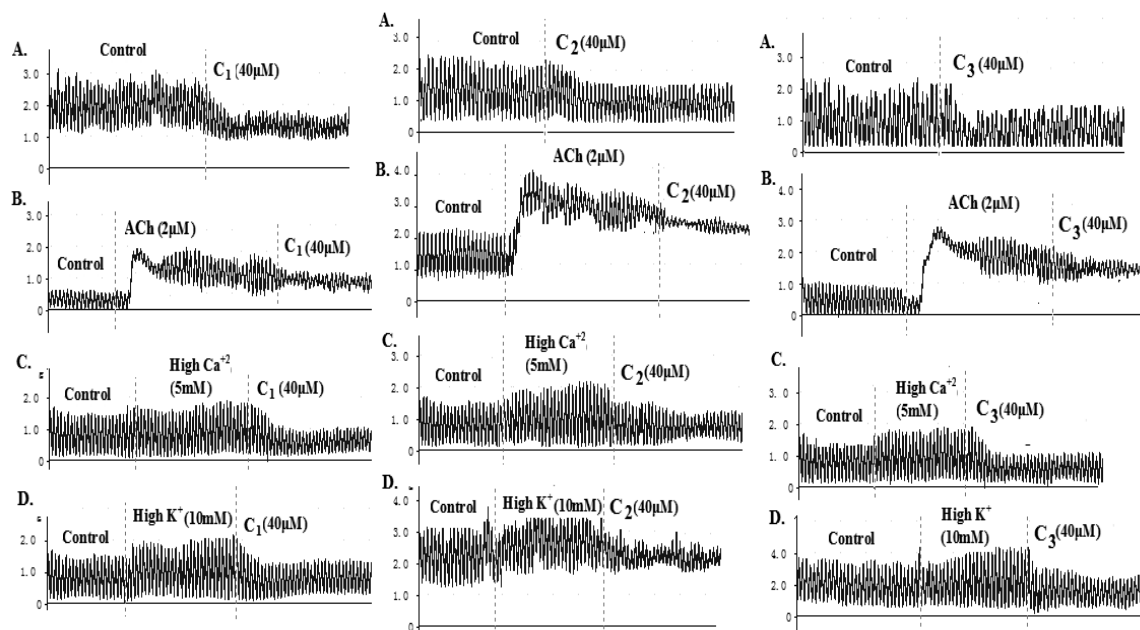 A.
Control
C₁ (40µM)
3.0
2.0
1.0
0
B.
ACh (2µM)
Control
C₁ (40µM)
3.0
2.0
1.0
0
C.
High Ca⁺²
(5mM)
Control
C₁ (40µM)
2.0
1.0
0
D.
Control
High K⁺ (10mM)
C₁ (40µM)
2.0
1.0
0
A.
Control
C₂ (40µM)
3.0
2.0
1.0
0
B.
ACh (2µM)
Control
C₂ (40µM)
4.0
3.0
2.0
1.0
0
C.
High Ca⁺²
(5mM)
Control
C₂ (40µM)
3.0
2.0
1.0
0
D.
Control
High K⁺ (10mM)
C₂ (40µM)
4.0
3.0
2.0
1.0
0
A.
Control
C₃ (40µM)
3.0
2.0
1.0
0
B.
ACh (2µM)
Control
C₃ (40µM)
4.0
3.0
2.0
1.0
0
C.
High Ca⁺²
(5mM)
Control
C₃ (40µM)
3.0
2.0
1.0
0
D.
High K⁺
(10mM)
Control
C₃ (40µM)
4.0
2.0
0